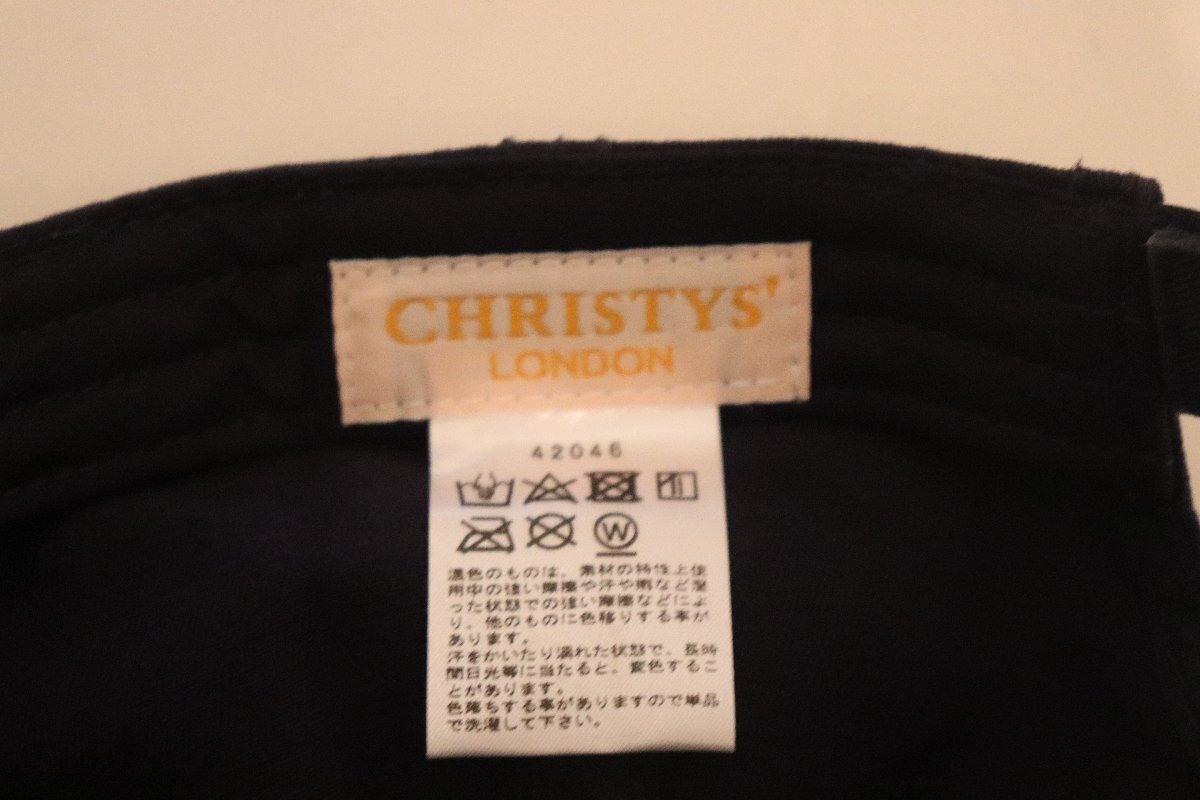 CHRISTYS'
LONDON
42046
W
濃色のものは、素材の特性上使
用中の強い摩擦や汗や雨など湿
った状態での強い摩擦などによ
り、他のものに色移りする事が
あります。
汗をかいたり濡れた状態で、長時
間日光等に当たると、変色するこ
とがあります。
色落ちする事がありますので単品
で洗濯して下さい。